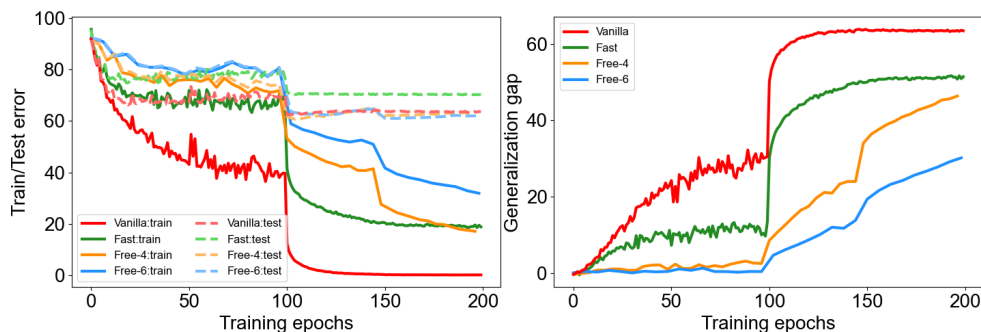 100
80
60
40
20
0
Train/Test error
Vanilla:train
Fast:train
Free-4:train
Free-6:train
Vanilla:test
Fast:test
Free-4:test
Free-6:test
0
50
100
150
200
Training epochs
60
40
20
0
Generalization gap
Vanilla
Fast
Free-4
Free-6
0
50
100
150
200
Training epochs